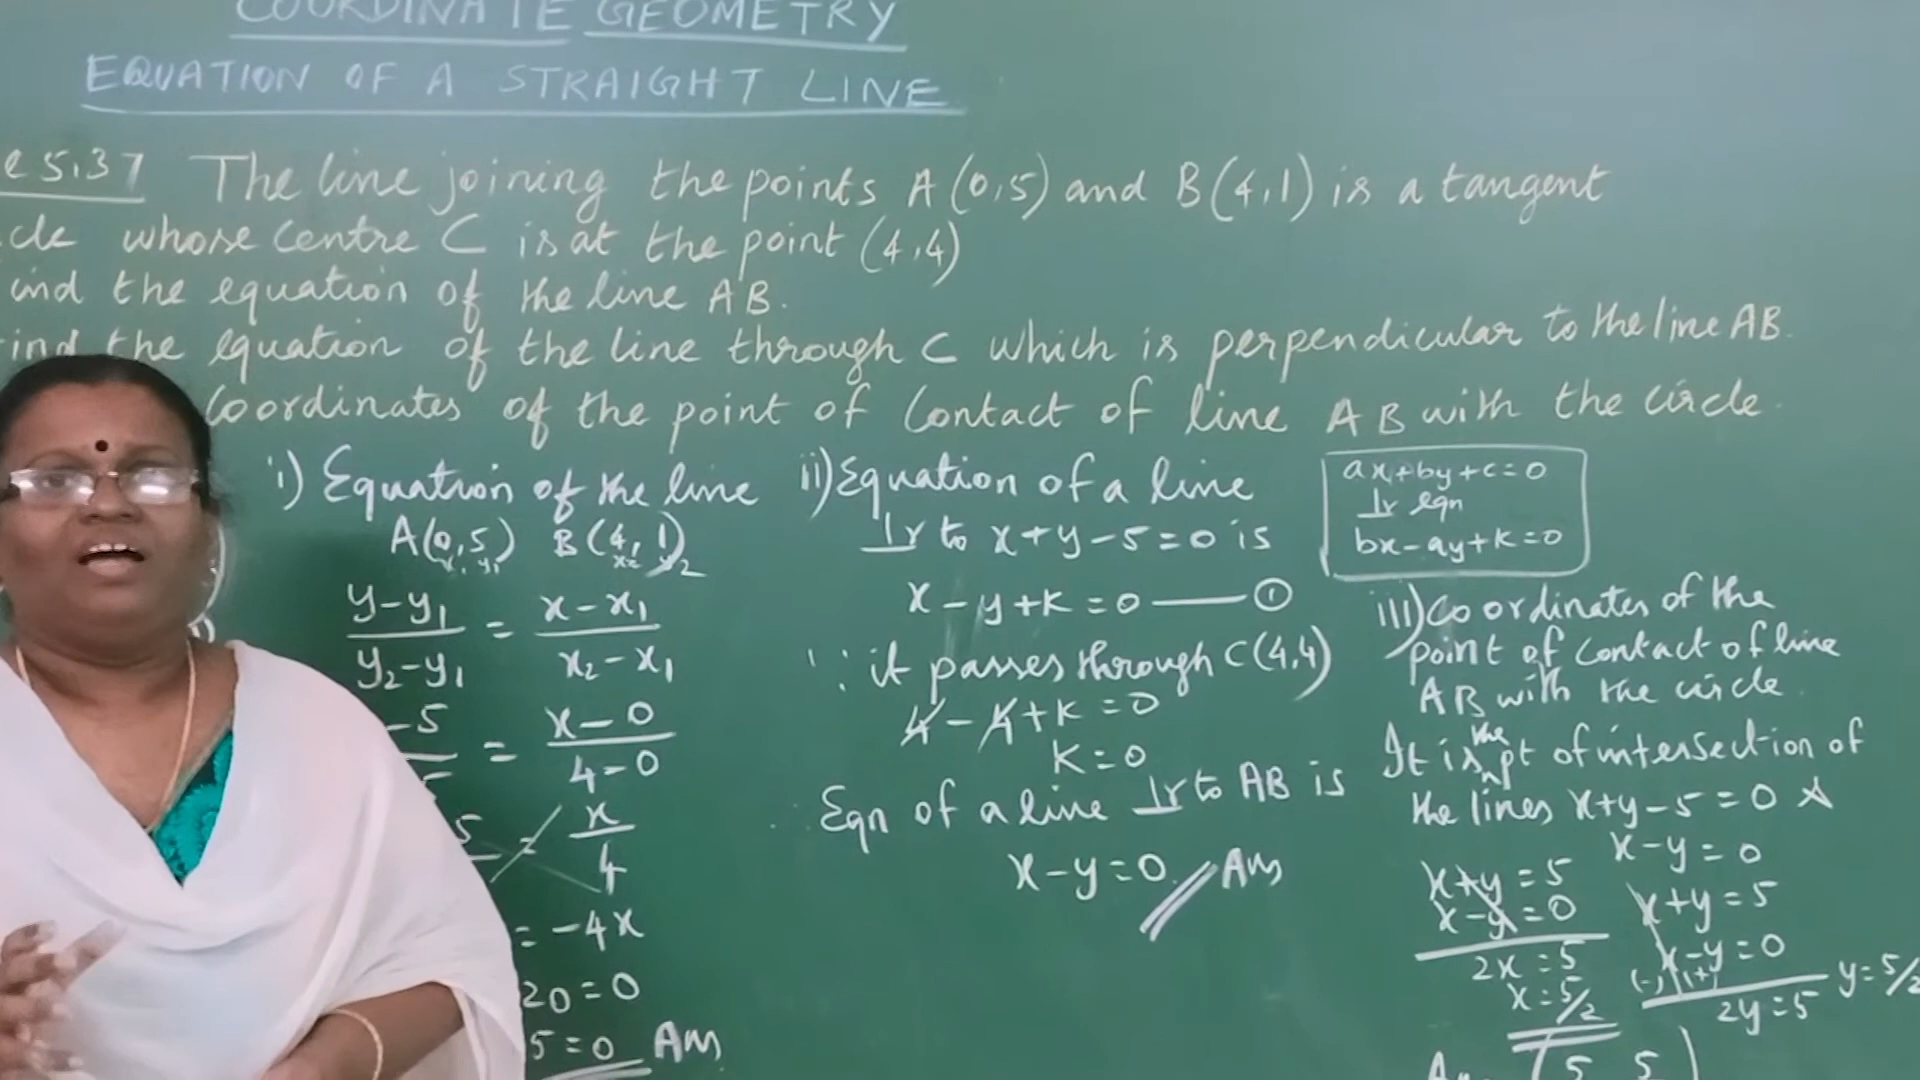 COORDINATE GEOMETRY
EQUATION OF A STRAIGHT LINE
e 5.37 The line joining the points A(0,5) and B(4,1) is a tangent
cle whose centre C is at the point (4,4)
ind the equation of the line AB.
ind the equation of the line through C which is perpendicular to the line AB.
Coordinates of the point of contact of line AB with the circle.
i) Equation of the line
A(0,5) B(4,1)
x₁ y₁ x₂ y₂
y-y₁ / y₂-y₁ = x-x₁ / x₂-x₁
-5 / = x-0 / 4-0
5 / = x / 4
= -4x
20=0
5=0 Ans
ii) Equation of a line
⊥r to x+y-5=0 is
x-y+k=0 — ①
∵ it passes through C(4,4)
4-4+k=0
k=0
Eqn of a line ⊥r to AB is
x-y=0 Ans
ax+by+c=0
⊥r eqn
bx-ay+k=0
iii) Coordinates of the
point of contact of line
AB with the circle.
It is the pt of intersection of
the lines x+y-5=0 &
x-y=0
x+y=5
x-y=0
2x=5
x=5/2
x+y=5
x-y=0
(-) (+)
2y=5
y=5/2
(5 5)